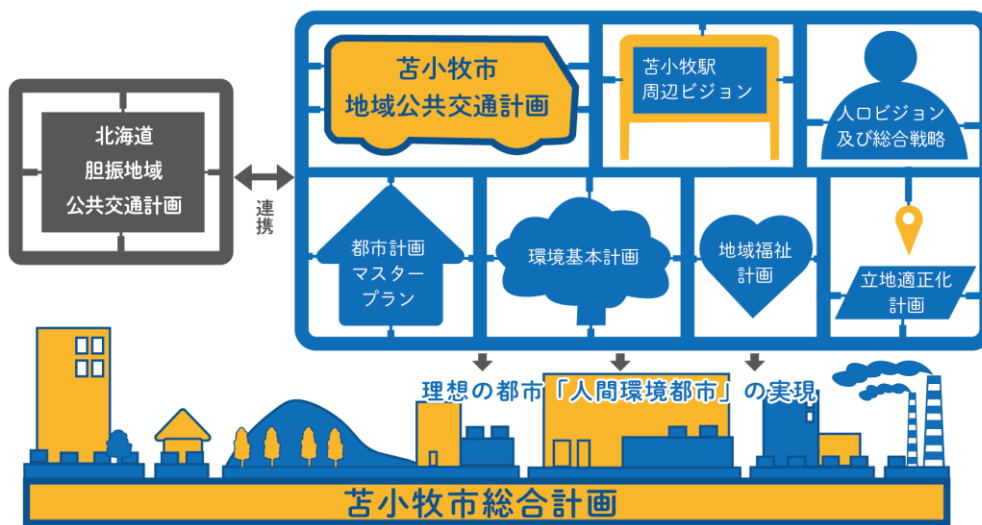 苫小牧市
地域公共交通計画
苫小牧駅
周辺ビジョン
人口ビジョン
及び総合戦略
北海道
胆振地域
公共交通計画
連携
都市計画
マスター
プラン
環境基本計画
地域福祉
計画
立地適正化
計画
理想の都市「人間環境都市」の実現
苫小牧市総合計画